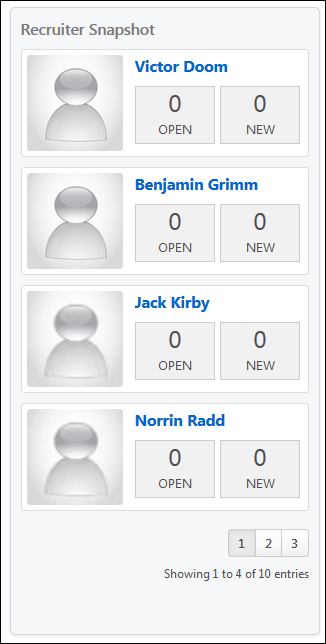 Recruiter Snapshot
Victor Doom
0 0
OPEN NEW
Benjamin Grimm
0 0
OPEN NEW
Jack Kirby
0 0
OPEN NEW
Norrin Radd
0 0
OPEN NEW
1 2 3
Showing 1 to 4 of 10 entries